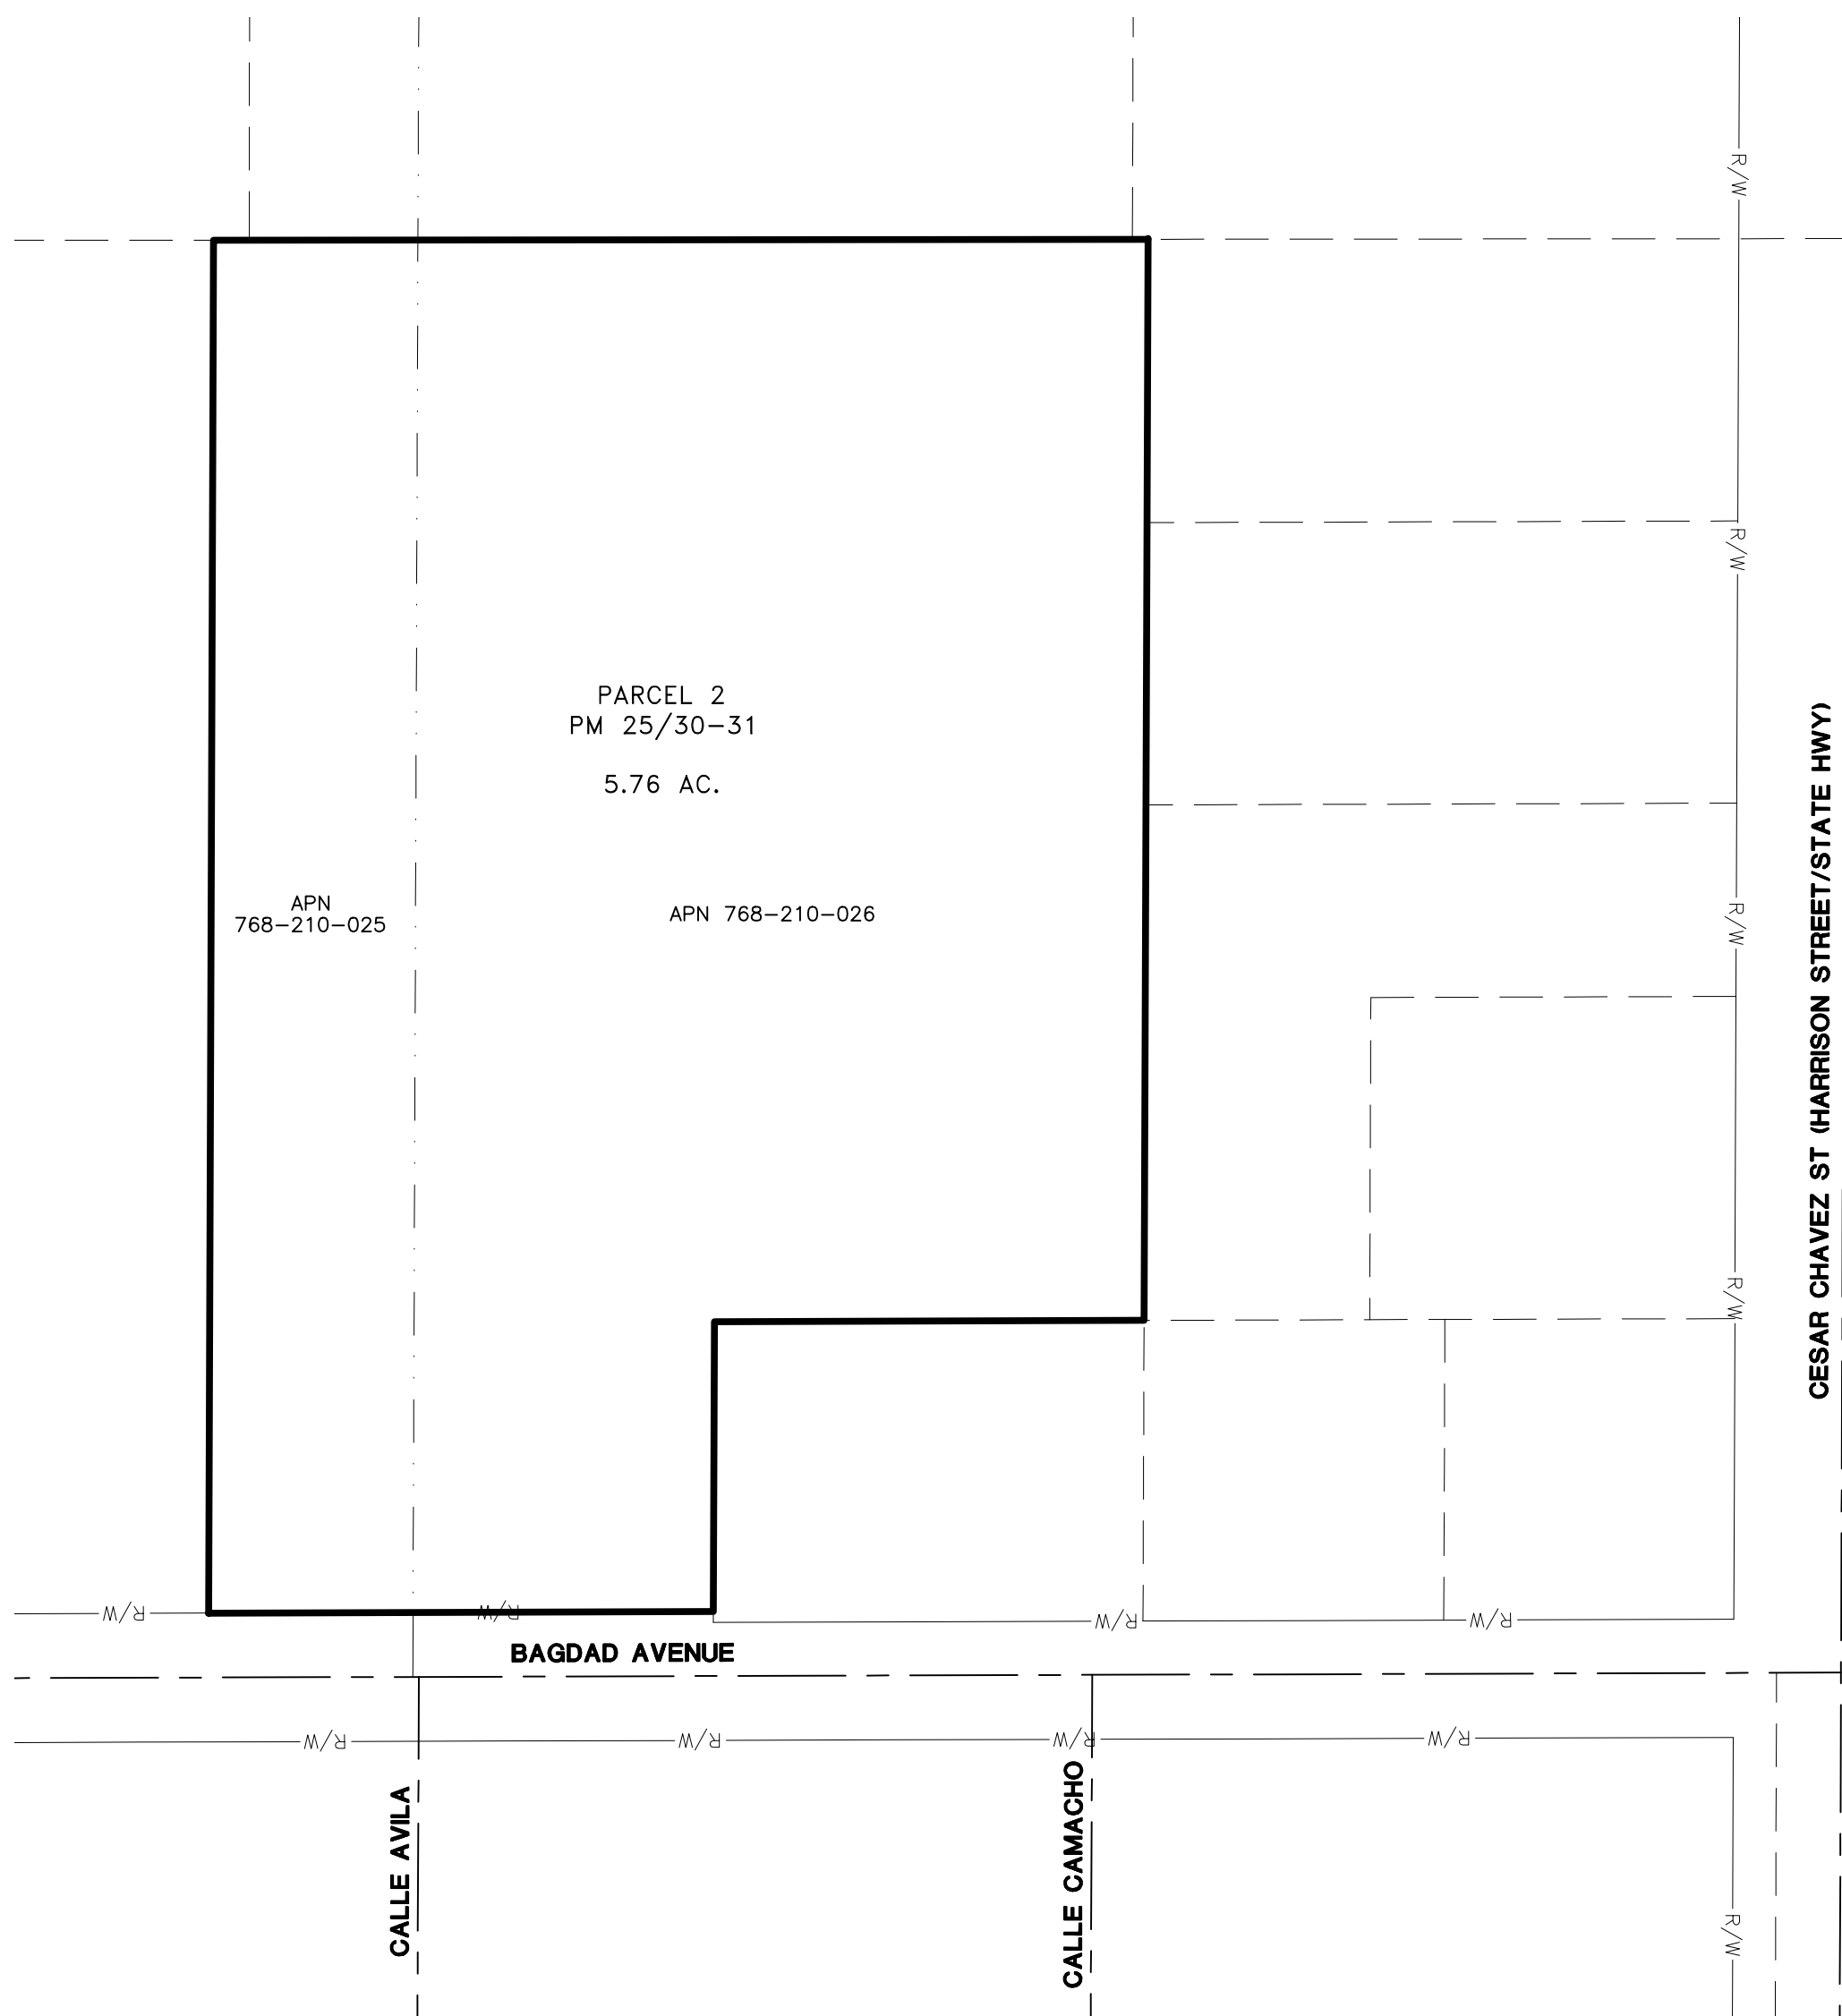 R/W
R/W
PARCEL 2
PM 25/30-31
5.76 AC.
APN
768-210-025
APN 768-210-026
R/W
CESAR CHAVEZ ST (HARRISON STREET/STATE HWY)
R/W
R/W
R/W
R/W
R/W
BAGDAD AVENUE
R/W
R/W
R/W
R/W
CALLE AVILA
CALLE CAMACHO
R/W